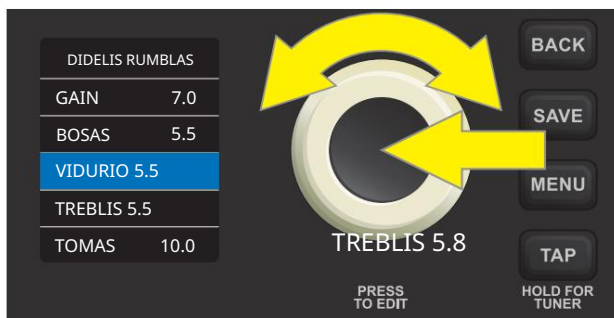 DIDELIS RUMBLAS
GAIN 7.0
BOSAS 5.5
VIDURIO 5.5
TREBLIS 5.5
TOMAS 10.0
TREBLIS 5.8
PRESS
TO EDIT
BACK
SAVE
MENU
TAP
HOLD FOR
TUNER